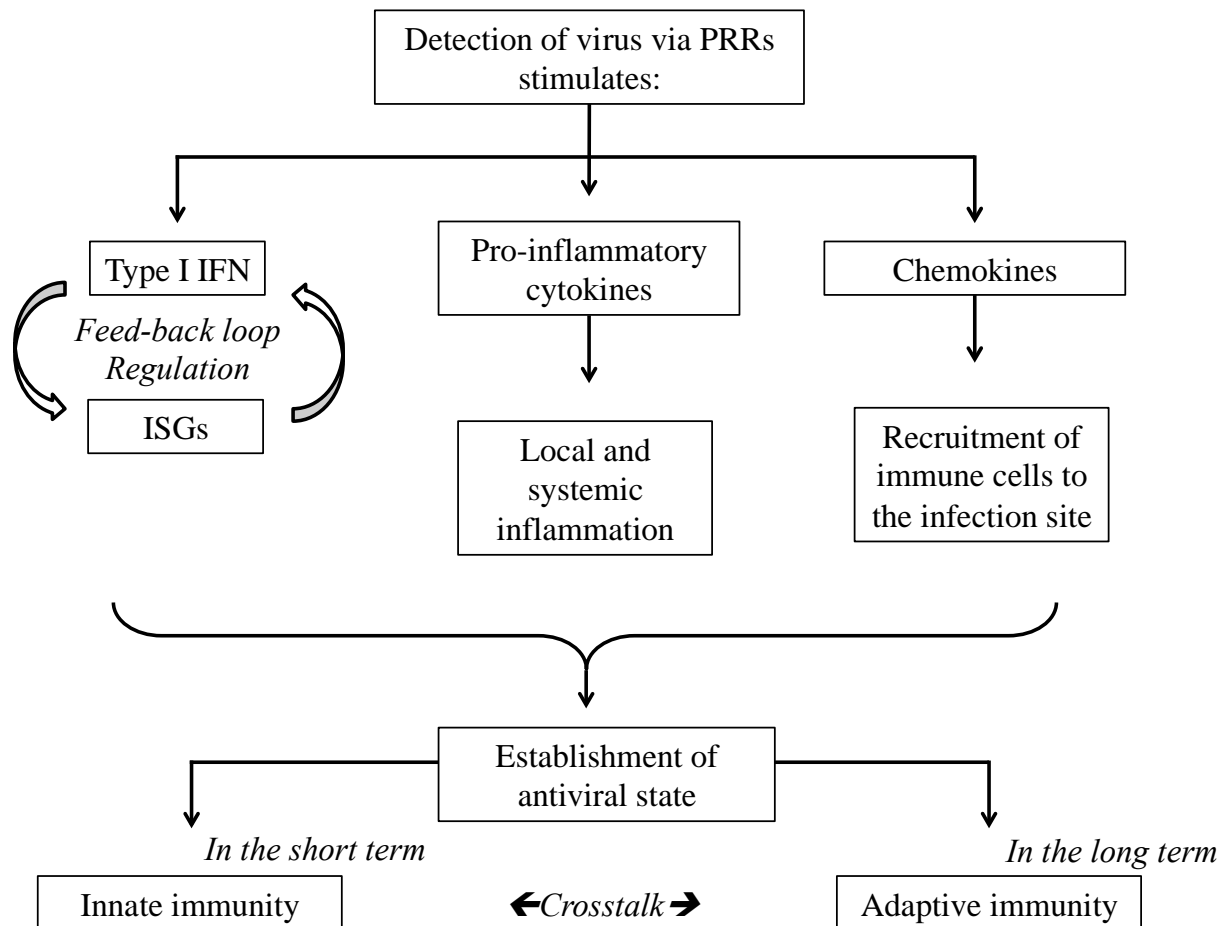 Detection of virus via PRRs
stimulates:
Type I IFN
Feed-back loop
Regulation
ISGs
Pro-inflammatory
cytokines
Local and
systemic
inflammation
Chemokines
Recruitment of
immune cells to
the infection site
Establishment of
antiviral state
In the short term
In the long term
Innate immunity
🡸Crosstalk🡺
Adaptive immunity